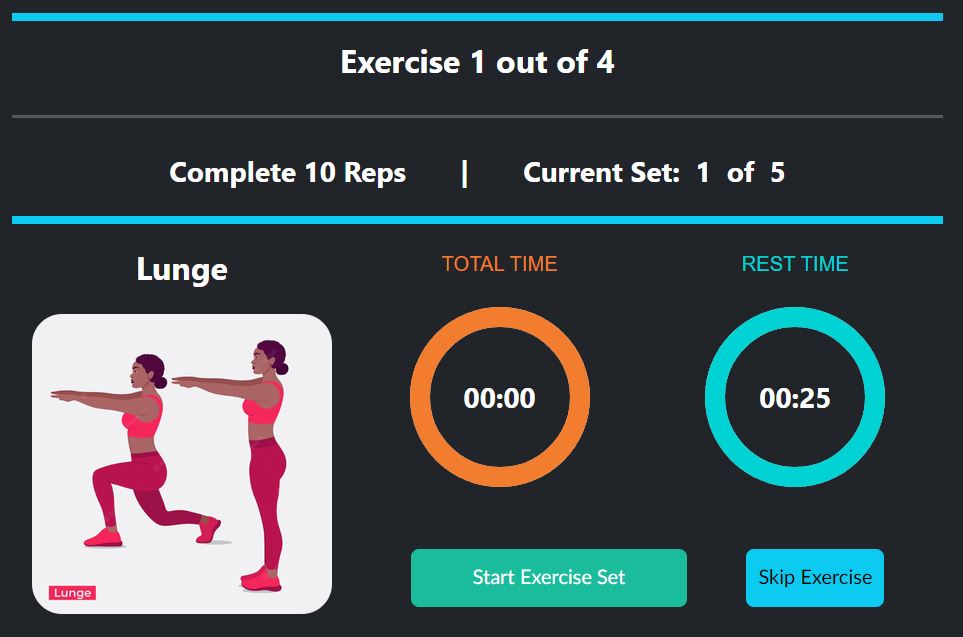 Exercise 1 out of 4
Complete 10 Reps | Current Set: 1 of 5
Lunge
TOTAL TIME
REST TIME
00:00
00:25
Lunge
Start Exercise Set
Skip Exercise